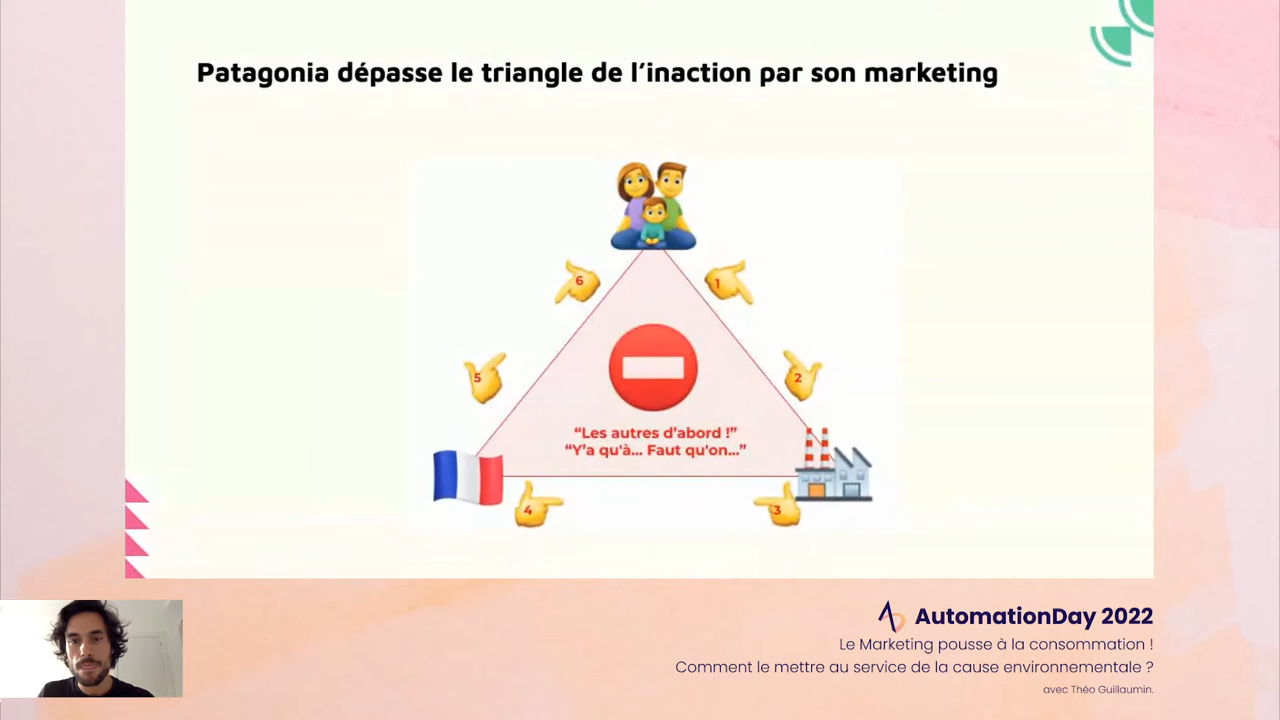 Patagonia dépasse le triangle de l’inaction par son marketing
6
1
5
2
“Les autres d’abord !”
“Y’a qu’à... Faut qu'on...”
4
3
AutomationDay 2022
Le Marketing pousse à la consommation !
Comment le mettre au service de la cause environnementale ?
avec Théo Guillaumin.